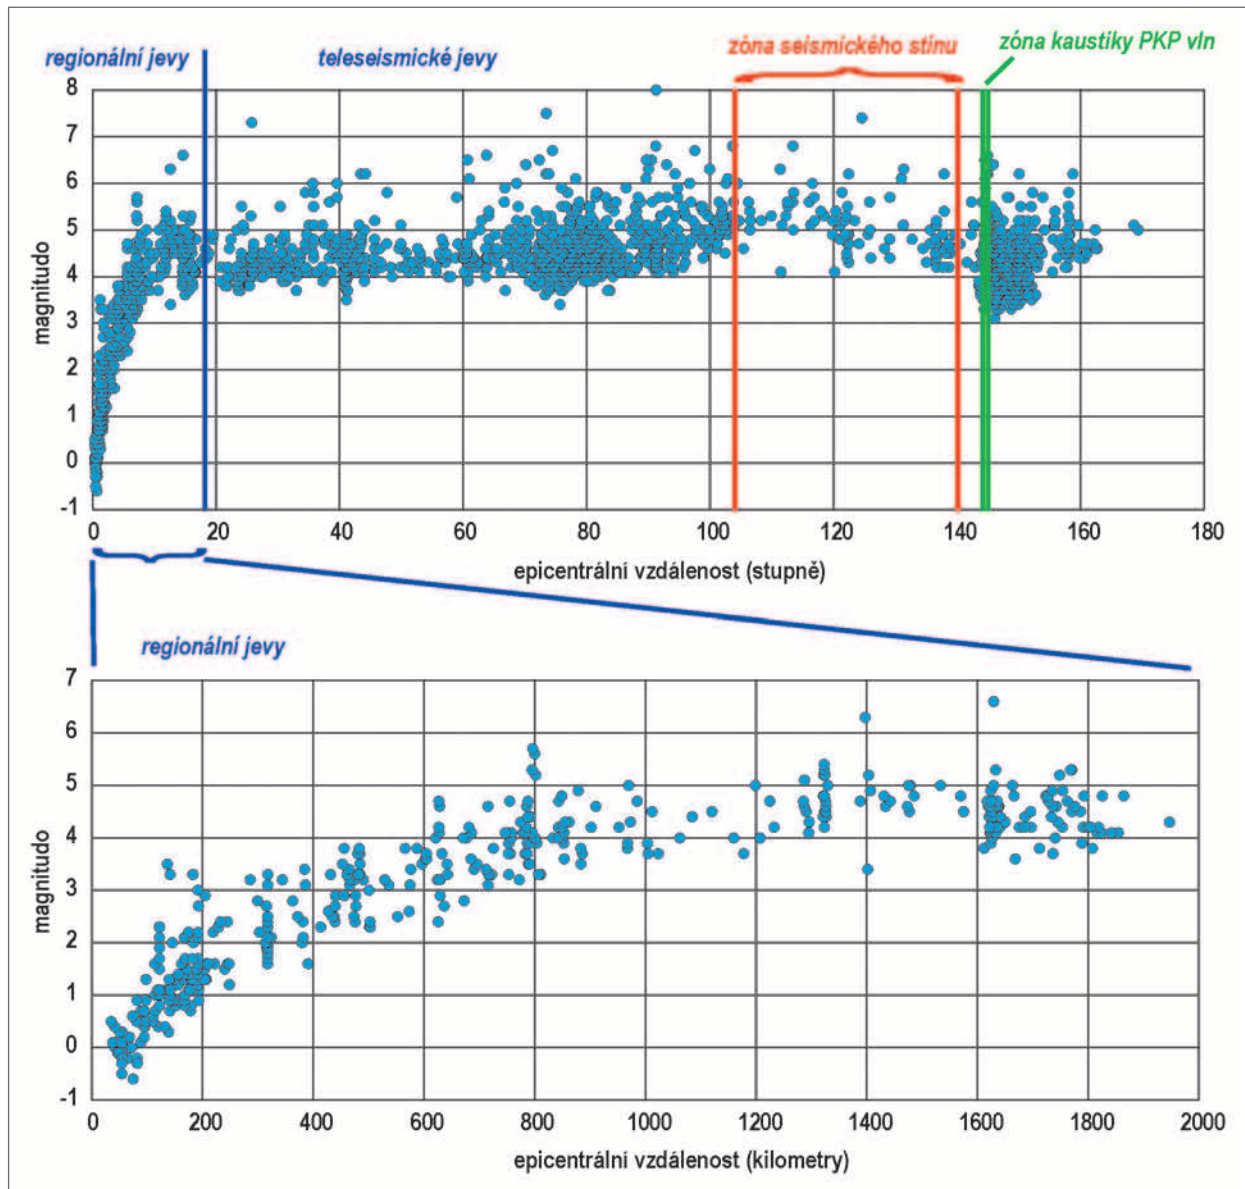 zóna kaustiky PKP vln
zóna seismického stínu
regionální jevy
teleseismické jevy
8
7
6
5
4
3
2
1
0
-1
magnitudo
0 20 40 60 80 100 120 140 160 180
epicentrální vzdálenost (stupně)
regionální jevy
7
6
5
4
3
2
1
0
-1
magnitudo
0 200 400 600 800 1000 1200 1400 1600 1800 2000
epicentrální vzdálenost (kilometry)